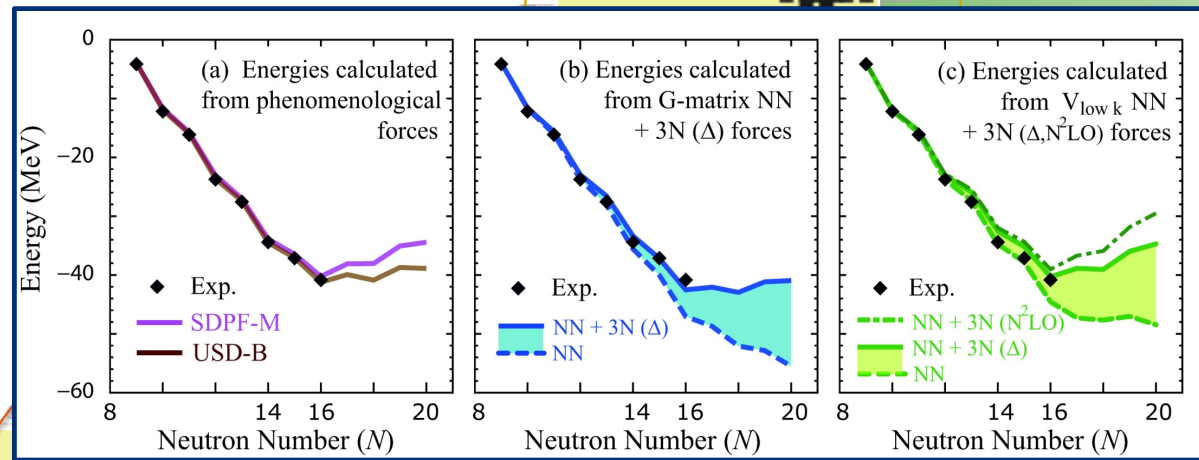 Energy (MeV)
0
−20
−40
−60
(a) Energies calculated
from phenomenological
forces
Exp.
SDPF-M
USD-B
8
14
16
20
Neutron Number (N)
(b) Energies calculated
from G-matrix NN
+ 3N (Δ) forces
Exp.
NN + 3N (Δ)
NN
8
14
16
20
Neutron Number (N)
(c) Energies calculated
from V low k NN
+ 3N (Δ,N²LO) forces
Exp.
NN + 3N (N²LO)
NN + 3N (Δ)
NN
8
14
16
20
Neutron Number (N)